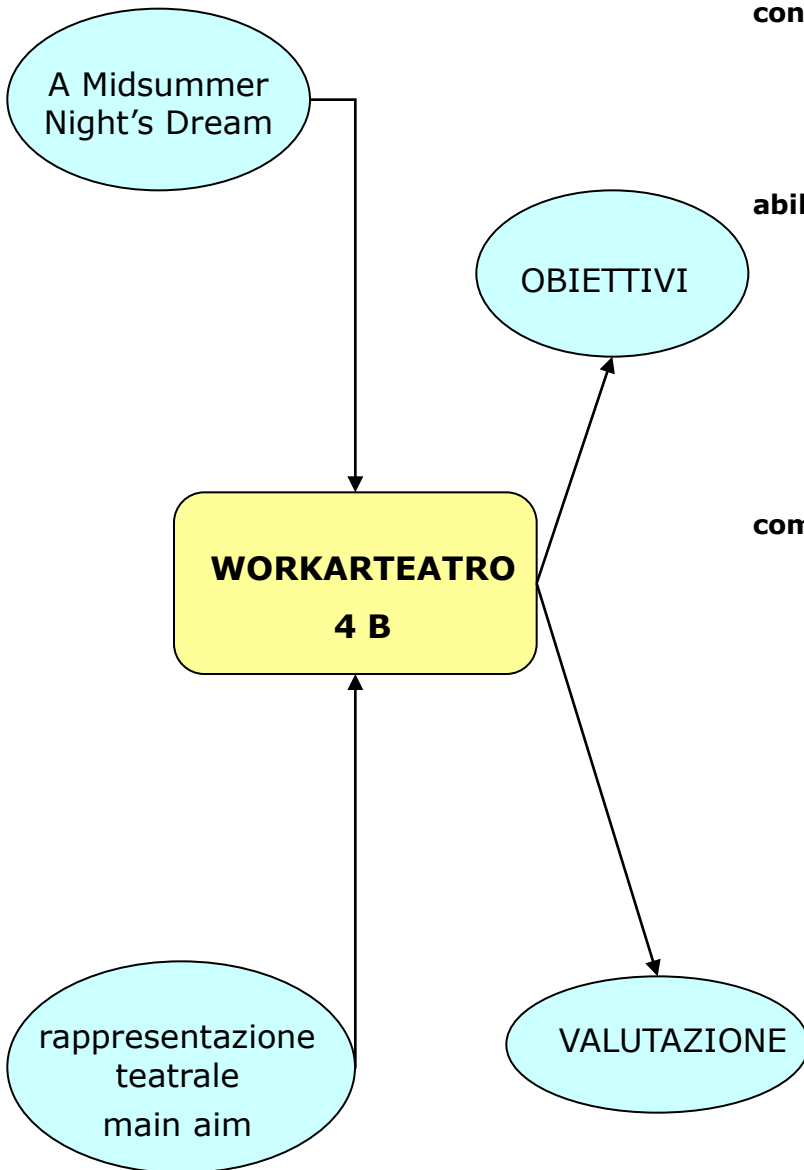 con
A Midsummer
Night's Dream
abil
OBIETTIVI
com
WORKARTEATRO
4 B
rappresentazione
teatrale
main aim
VALUTAZIONE